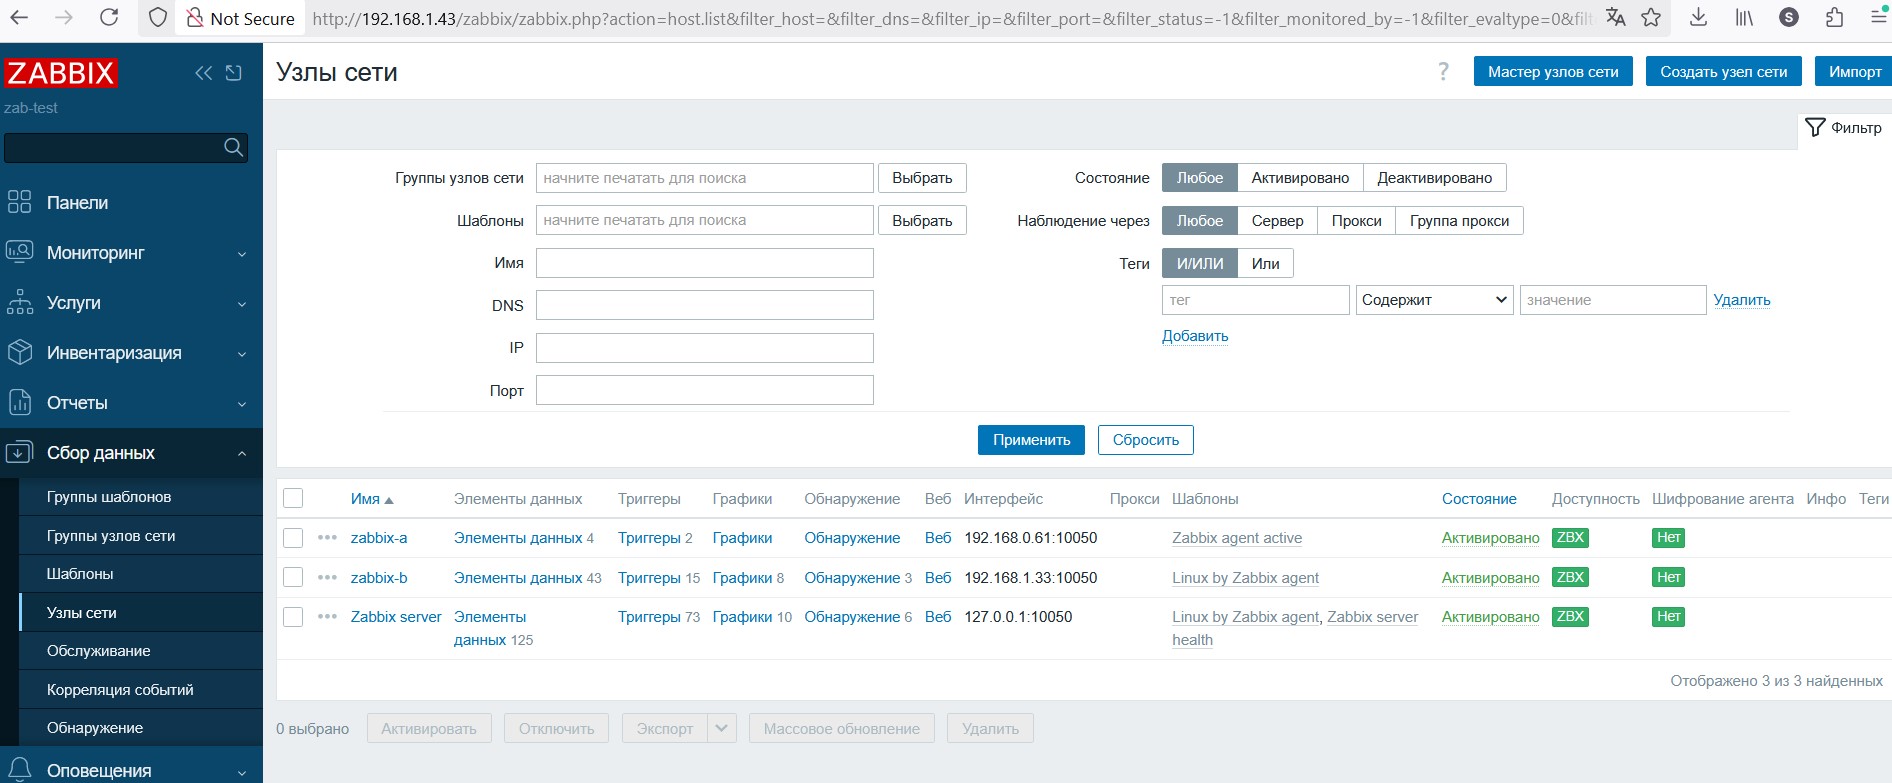 Not Secure http://192.168.1.43/zabbix/zabbix.php?action=host.list&filter_host=&filter_dns=&filter_ip=&filter_port=&filter_status=-1&filter_monitored_by=-1&filter_evaltype=0&filt S
ZABBIX
zab-test
Панели
Мониторинг
Услуги
Инвентаризация
Отчеты
Сбор данных
Группы шаблонов
Группы узлов сети
Шаблоны
Узлы сети
Обслуживание
Корреляция событий
Обнаружение
Оповещения
Узлы сети ? Мастер узлов сети Создать узел сети Импорт
Фильтр
Группы узлов сети начните печатать для поиска Выбрать
Шаблоны начните печатать для поиска Выбрать
Имя
DNS
IP
Порт
Состояние Любое Активировано Деактивировано
Наблюдение через Любое Сервер Прокси Группа прокси
Теги И/ИЛИ Или
тег Содержит значение Удалить
Добавить
Применить Сбросить
Имя Элементы данных Триггеры Графики Обнаружение Веб Интерфейс Прокси Шаблоны Состояние Доступность Шифрование агента Инфо Теги
zabbix-a Элементы данных 4 Триггеры 2 Графики Обнаружение Веб 192.168.0.61:10050 Zabbix agent active Активировано ZBX Нет
zabbix-b Элементы данных 43 Триггеры 15 Графики 8 Обнаружение 3 Веб 192.168.1.33:10050 Linux by Zabbix agent Активировано ZBX Нет
Zabbix server Элементы Триггеры 73 Графики 10 Обнаружение 6 Веб 127.0.0.1:10050 Linux by Zabbix agent, Zabbix server Активировано ZBX Нет
данных 125 health
Отображено 3 из 3 найденных
0 выбрано Активировать Отключить Экспорт Массовое обновление Удалить